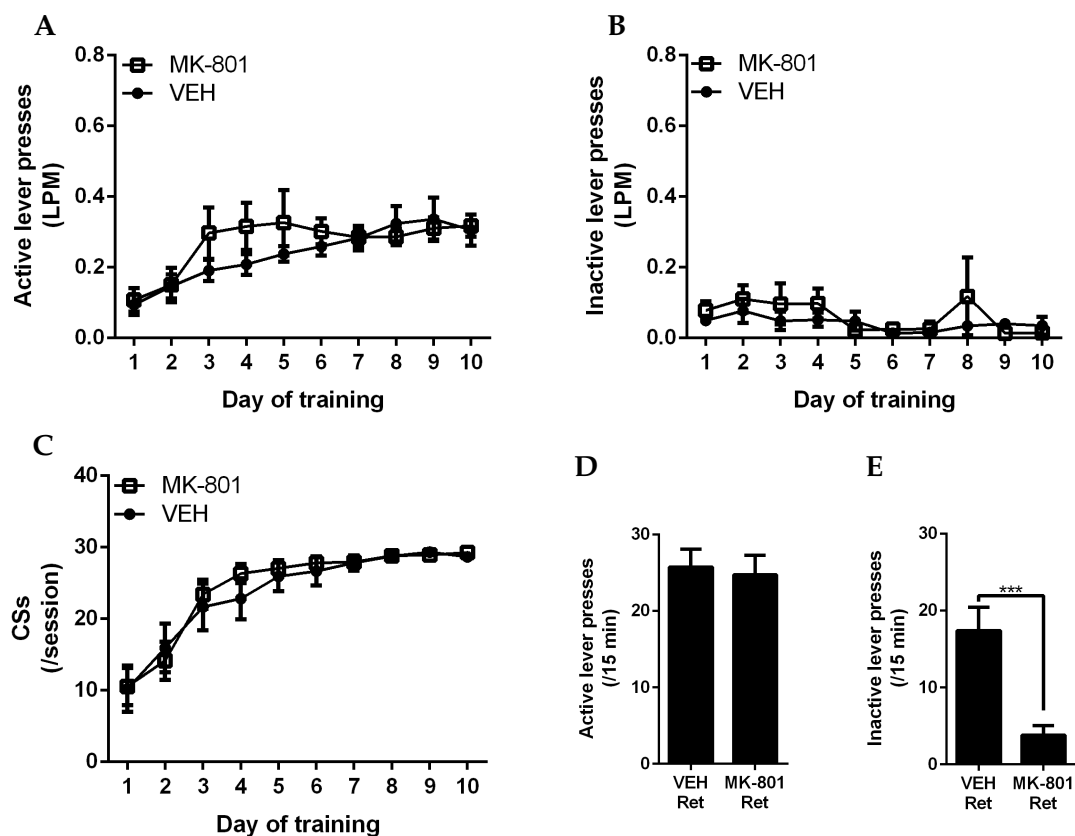 A
MK-801
VEH
Active lever presses
(LPM)
0.8
0.6
0.4
0.2
0.0
1 2 3 4 5 6 7 8 9 10
Day of training
B
MK-801
VEH
Inactive lever presses
(LPM)
0.8
0.6
0.4
0.2
0.0
1 2 3 4 5 6 7 8 9 10
Day of training
C
MK-801
VEH
CSs
(/session)
40
30
20
10
0
1 2 3 4 5 6 7 8 9 10
Day of training
D
Active lever presses
(/15 min)
30
20
10
0
VEH MK-801
Ret Ret
E
Inactive lever presses
(/15 min)
30
20
10
0
***
VEH MK-801
Ret Ret